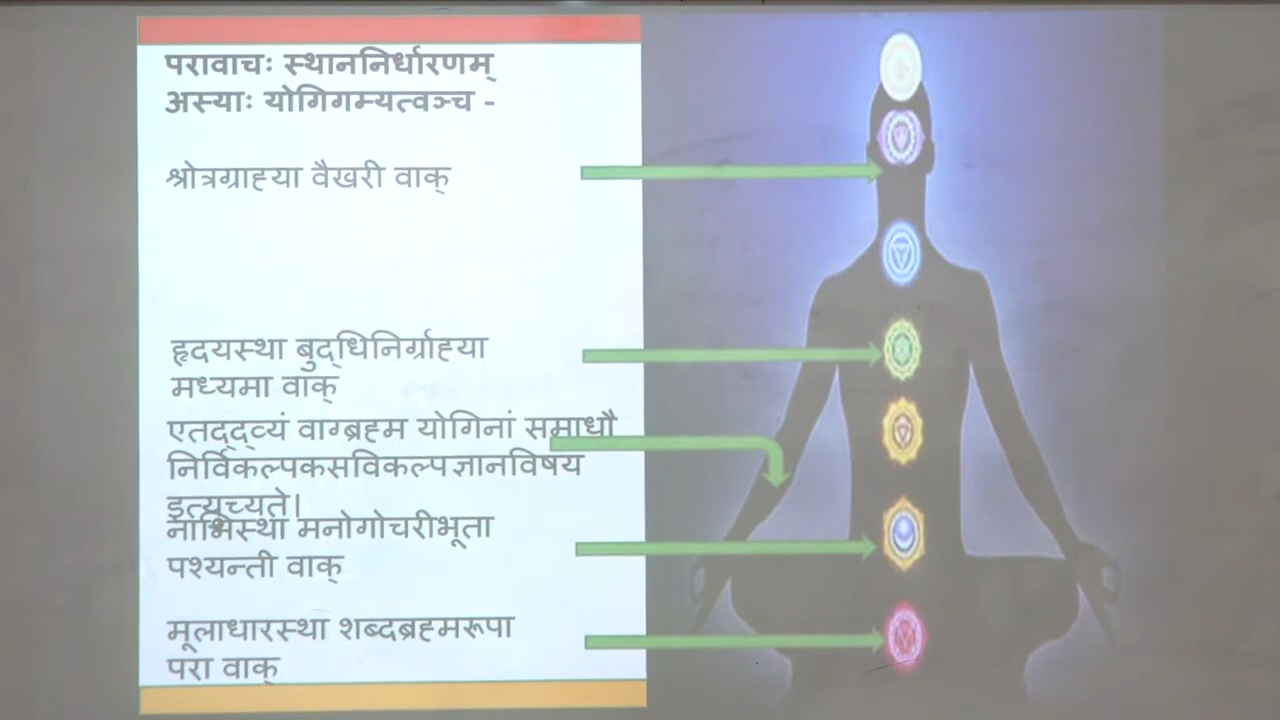 परावाचः स्थाननिर्धारणम्
अस्याः योगिगम्यत्वञ्च -
श्रोत्रग्राह्या वैखरी वाक्
हृदयस्था बुद्धिनिर्ग्राह्या
मध्यमा वाक्
एतद्द्व्यं वाग्ब्रह्म योगिनां समाधौ
निर्विकल्पकसविकल्पज्ञानविषय
इत्युच्यते।
नाभिस्था मनोगोचरीभूता
पश्यन्ती वाक्
मूलाधारस्था शब्दब्रह्मरूपा
परा वाक्